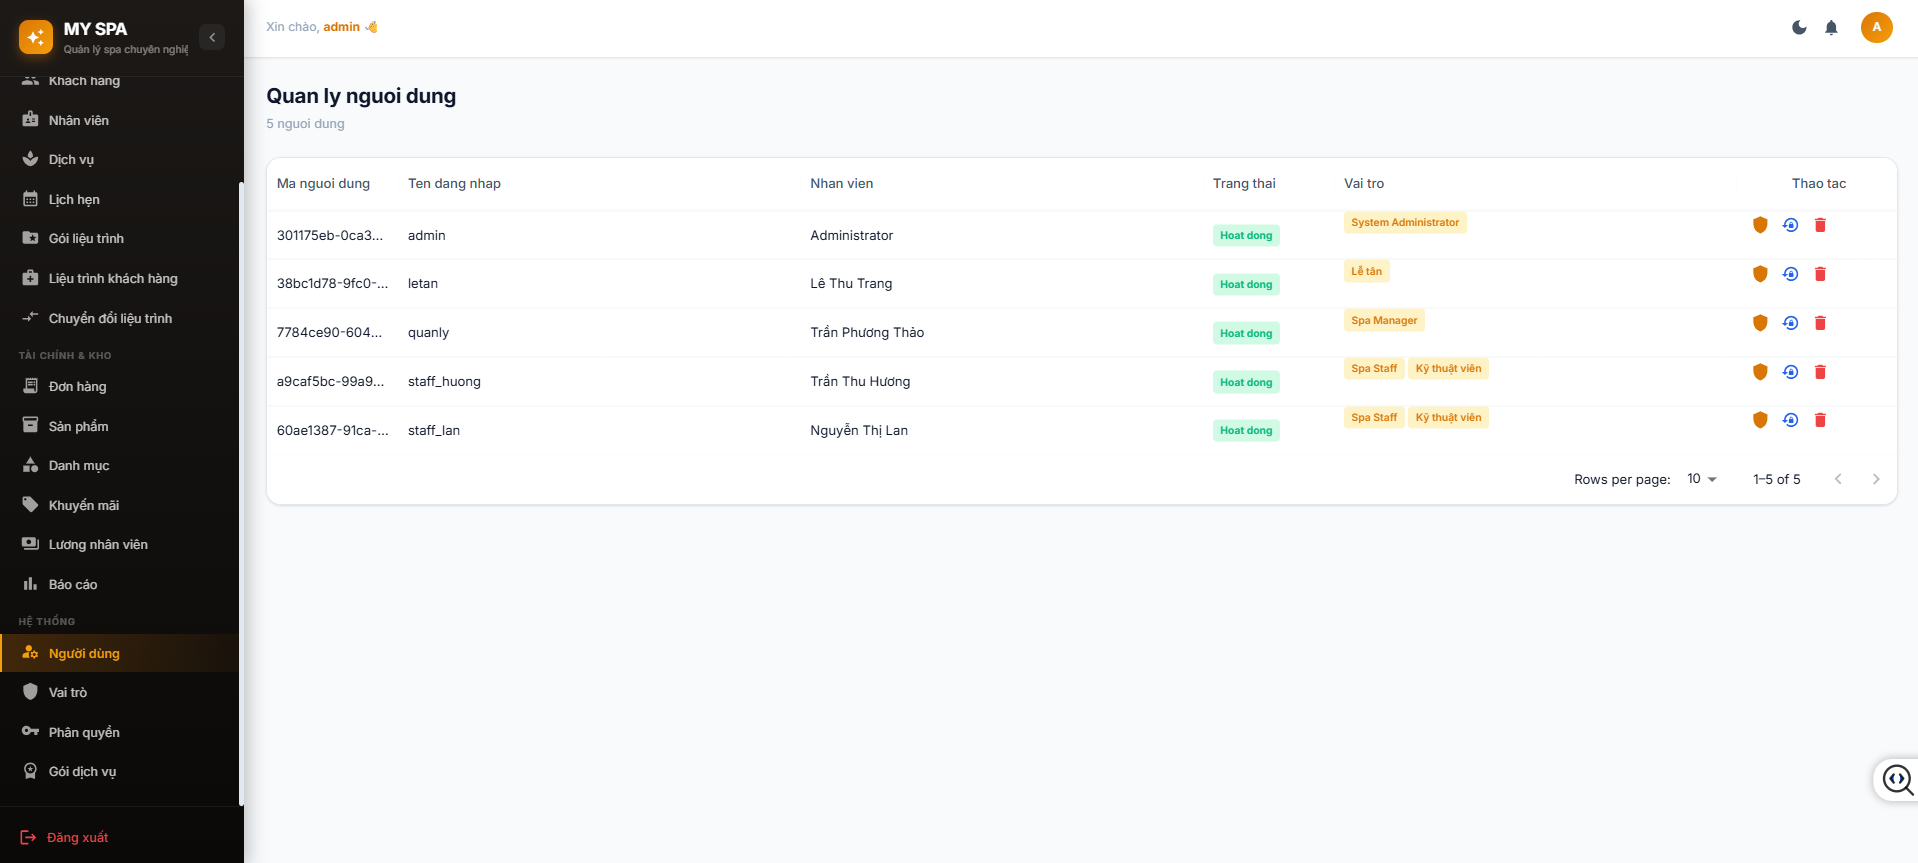 MY SPA
Quản lý spa chuyên nghiệ
Khách hàng
Nhân viên
Dịch vụ
Lịch hẹn
Gói liệu trình
Liệu trình khách hàng
Chuyển đổi liệu trình
TÀI CHÍNH & KHO
Đơn hàng
Sản phẩm
Danh mục
Khuyến mãi
Lương nhân viên
Báo cáo
HỆ THỐNG
Người dùng
Vai trò
Phân quyền
Gói dịch vụ
Đăng xuất
Xin chào, admin 👋
A
Quan ly nguoi dung
5 nguoi dung
Ma nguoi dung Ten dang nhap Nhan vien Trang thai Vai tro Thao tac
301175eb-0ca3... admin Administrator Hoat dong System Administrator
38bc1d78-9fc0-... letan Lê Thu Trang Hoat dong Lễ tân
7784ce90-604... quanly Trần Phương Thảo Hoat dong Spa Manager
a9caf5bc-99a9... staff_huong Trần Thu Hương Hoat dong Spa Staff Kỹ thuật viên
60ae1387-91ca-... staff_lan Nguyễn Thị Lan Hoat dong Spa Staff Kỹ thuật viên
Rows per page: 10 1–5 of 5